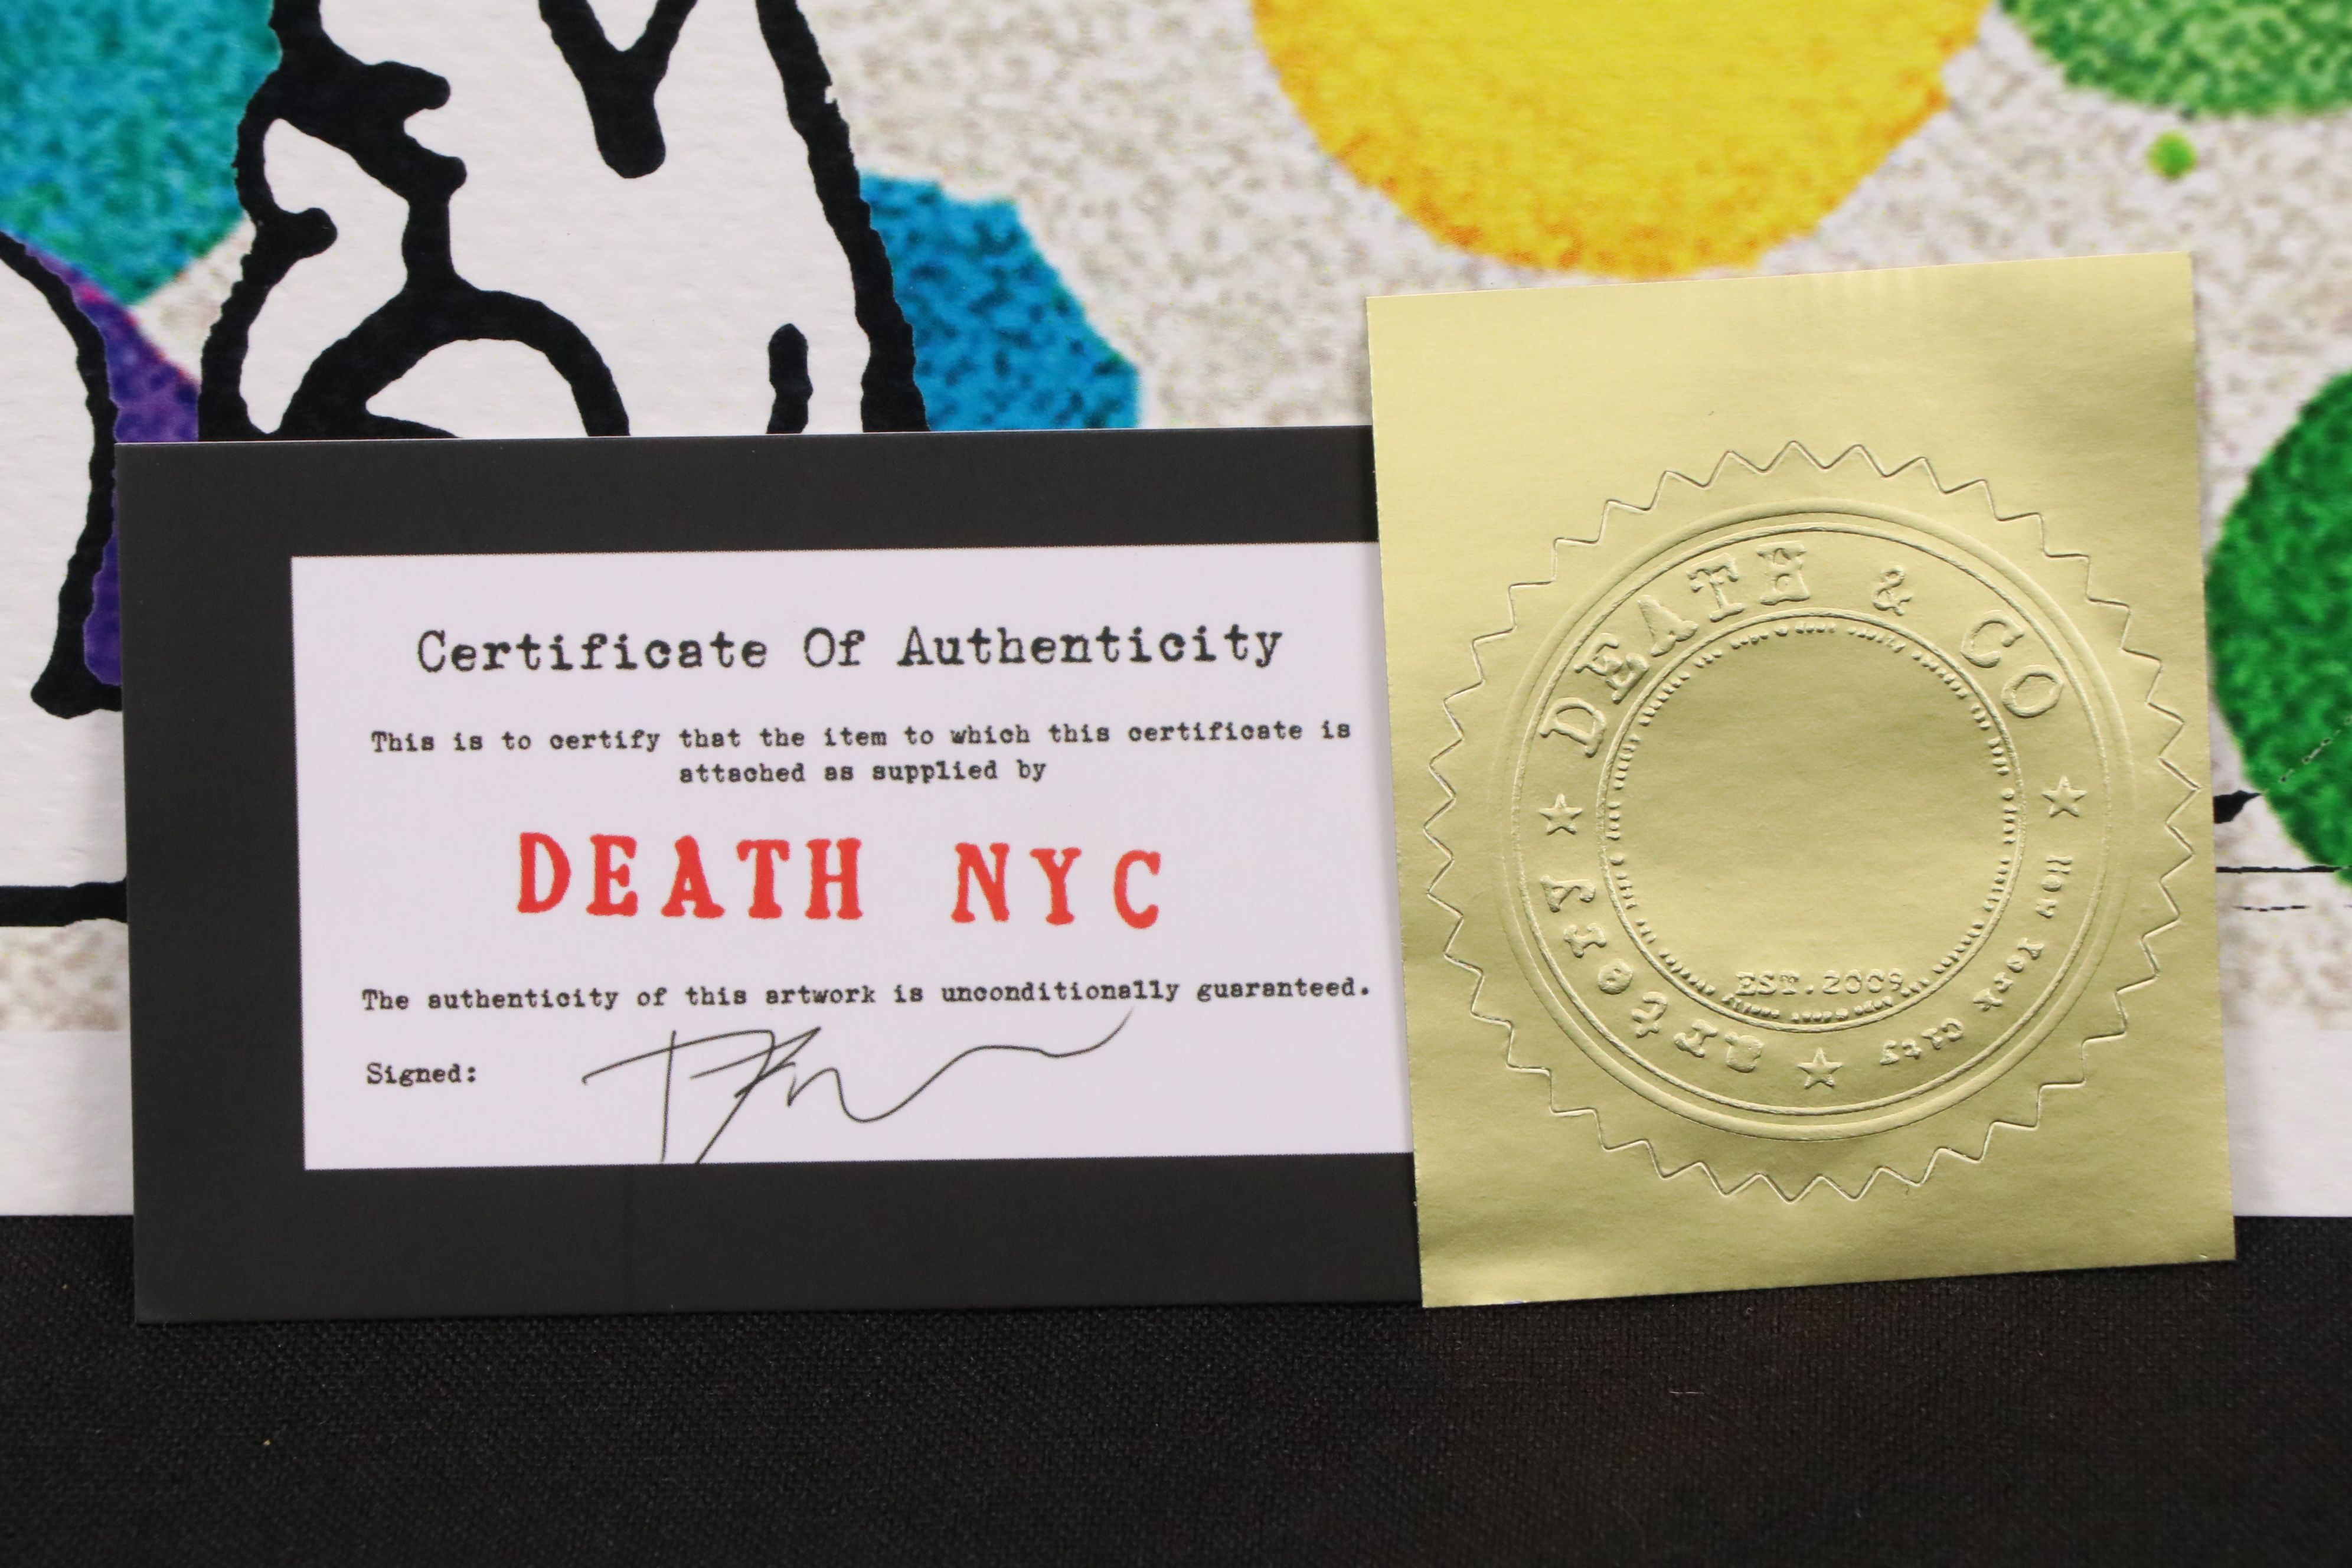 Certificate Of Authenticity
This is to certify that the item to which this certificate is
attached as supplied by
DEATH NYC
The authenticity of this artwork is unconditionally guaranteed.
Signed:
DEATH & CO
New York City
EST.2009